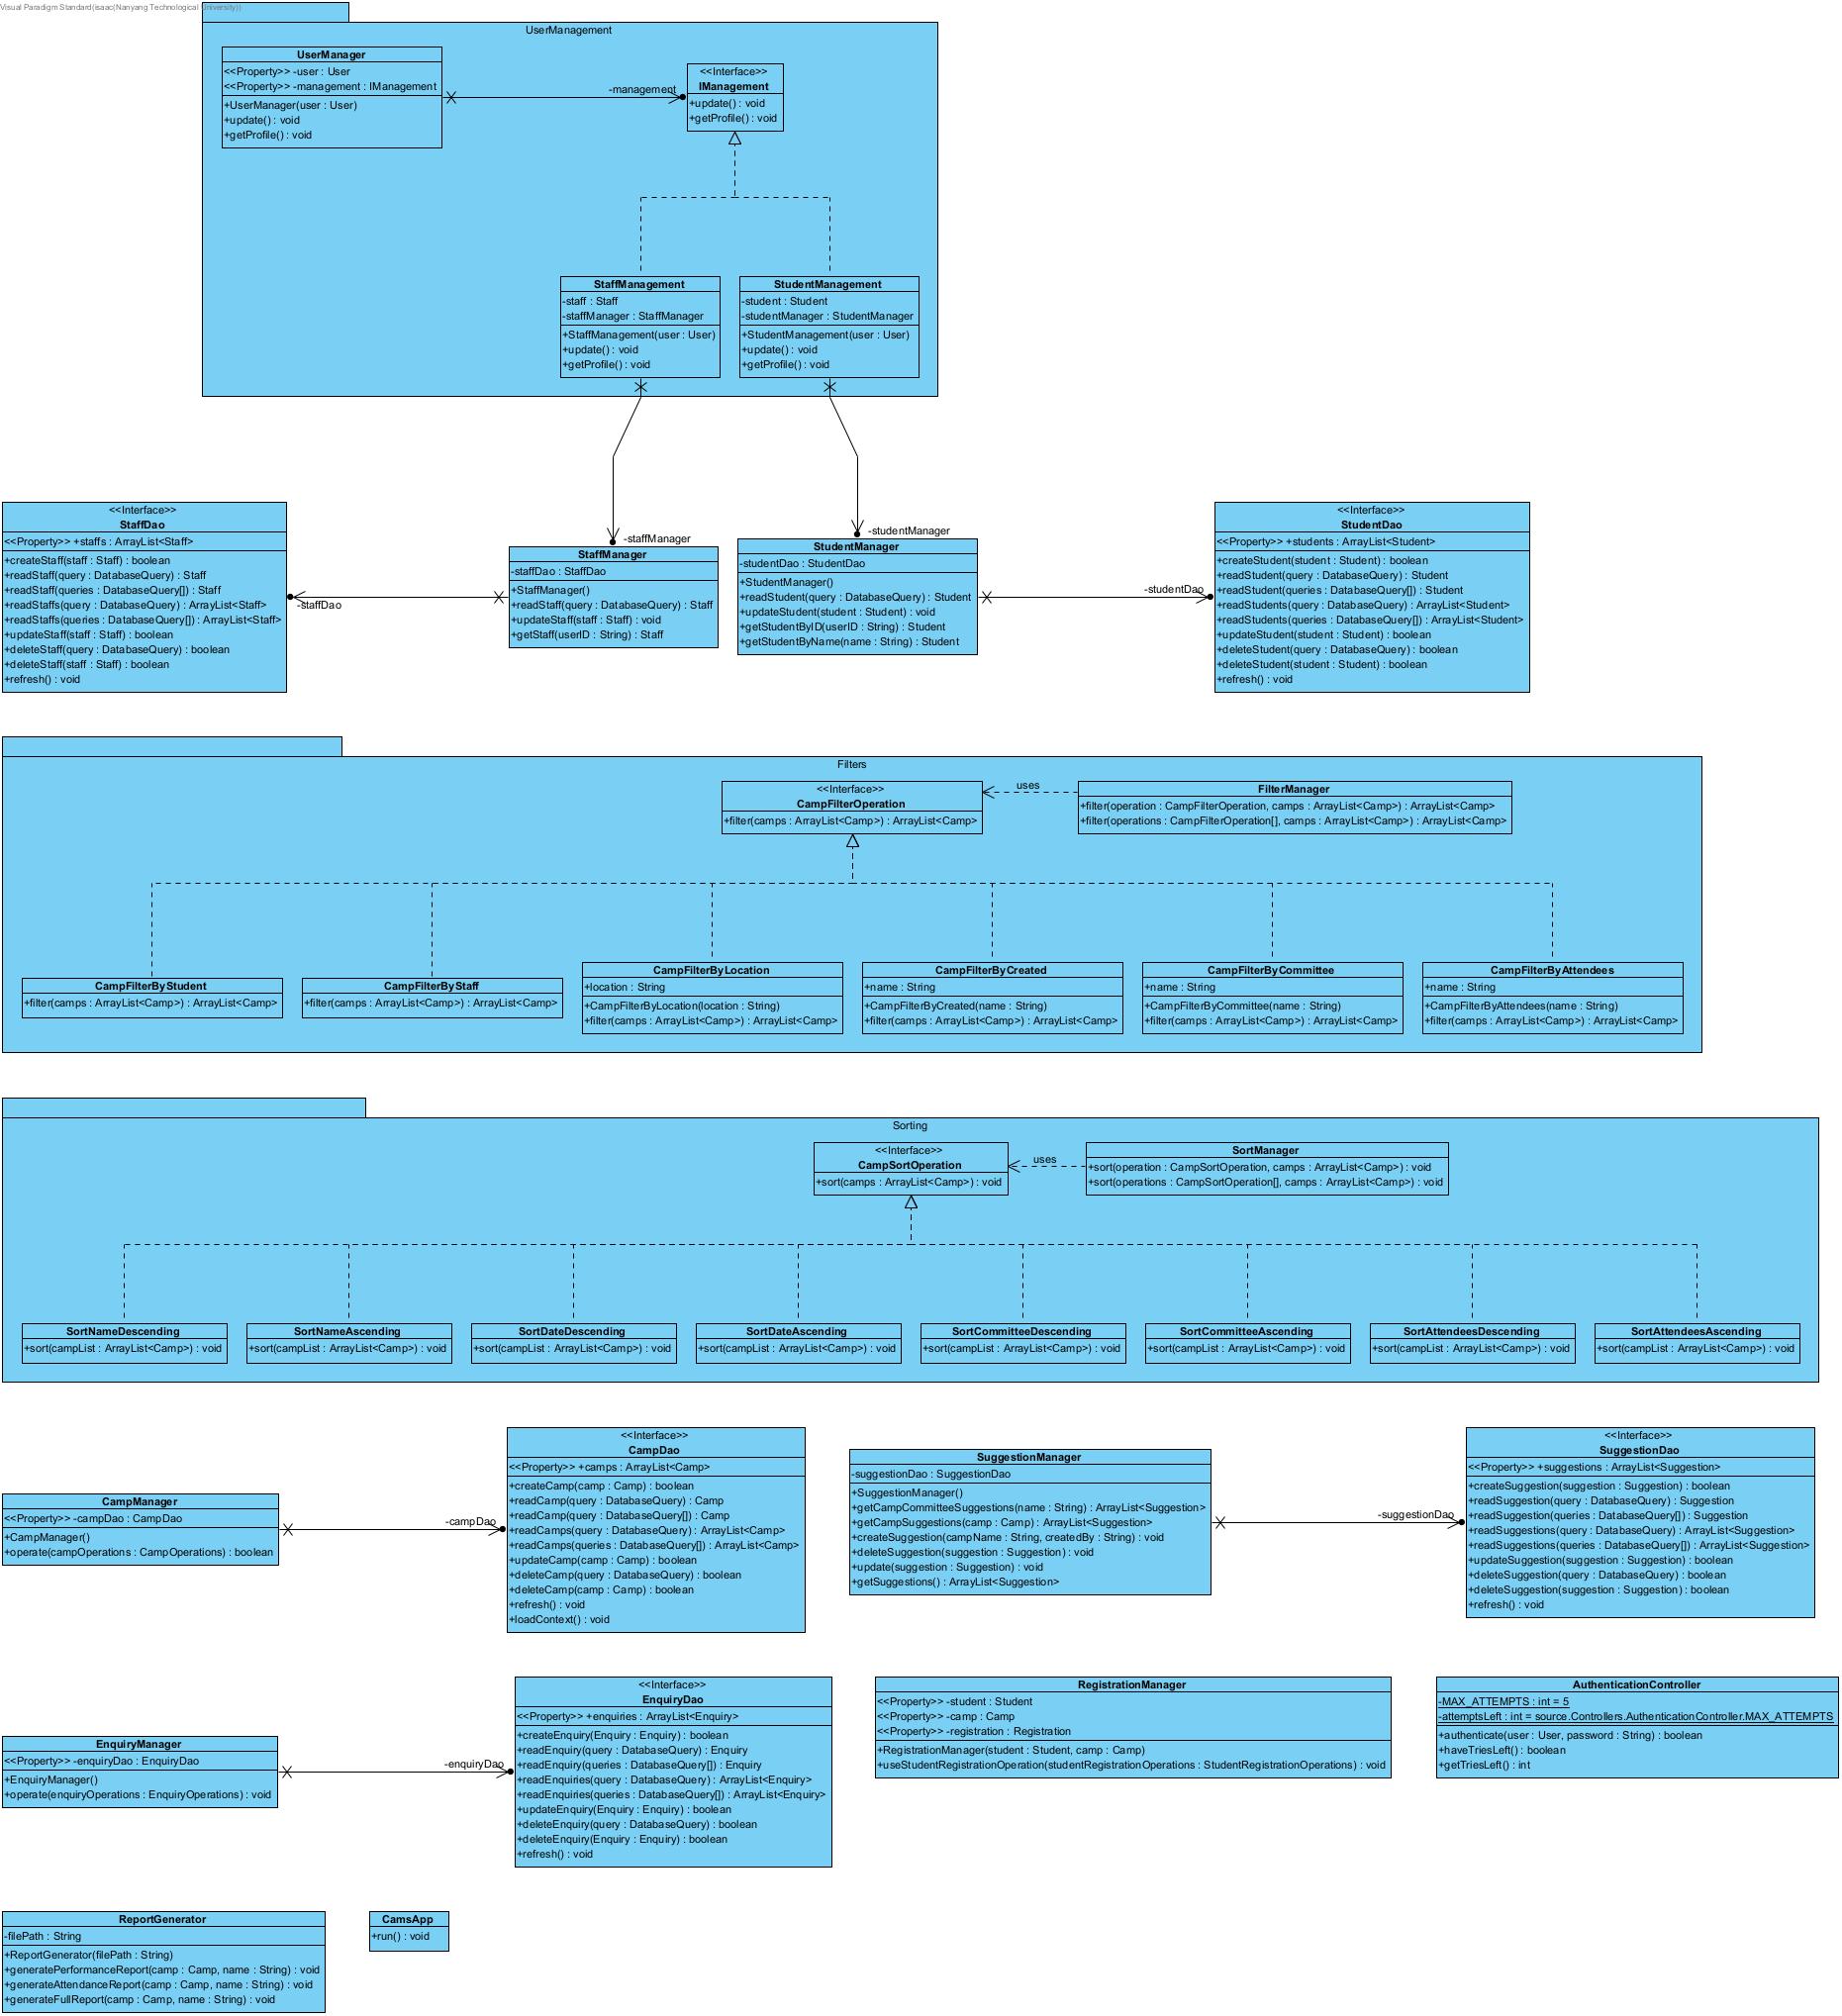 Visual Paradigm Standard(isaac(Nanyang Technological University))
UserManagement
UserManager
<<Property>> -user : User
<<Property>> -management : IManagement
+UserManager(user : User)
+update() : void
+getProfile() : void
-management
<<Interface>>
IManagement
+update() : void
+getProfile() : void
StaffManagement
-staff : Staff
-staffManager : StaffManager
+StaffManagement(user : User)
+update() : void
+getProfile() : void
StudentManagement
-student : Student
-studentManager : StudentManager
+StudentManagement(user : User)
+update() : void
+getProfile() : void
<<Interface>>
StaffDao
<<Property>> +staffs : ArrayList<Staff>
+createStaff(staff : Staff) : boolean
+readStaff(query : DatabaseQuery) : Staff
+readStaff(queries : DatabaseQuery[]) : Staff
+readStaffs(query : DatabaseQuery) : ArrayList<Staff>
+readStaffs(queries : DatabaseQuery[]) : ArrayList<Staff>
+updateStaff(staff : Staff) : boolean
+deleteStaff(query : DatabaseQuery) : boolean
+deleteStaff(staff : Staff) : boolean
+refresh() : void
-staffDao
-staffManager
StaffManager
-staffDao : StaffDao
+StaffManager()
+readStaff(query : DatabaseQuery) : Staff
+updateStaff(staff : Staff) : void
+getStaff(userID : String) : Staff
-studentManager
StudentManager
-studentDao : StudentDao
+StudentManager()
+readStudent(query : DatabaseQuery) : Student
+updateStudent(student : Student) : void
+getStudentByID(userID : String) : Student
+getStudentByName(name : String) : Student
-studentDao
<<Interface>>
StudentDao
<<Property>> +students : ArrayList<Student>
+createStudent(student : Student) : boolean
+readStudent(query : DatabaseQuery) : Student
+readStudent(queries : DatabaseQuery[]) : Student
+readStudents(query : DatabaseQuery) : ArrayList<Student>
+readStudents(queries : DatabaseQuery[]) : ArrayList<Student>
+updateStudent(student : Student) : boolean
+deleteStudent(query : DatabaseQuery) : boolean
+deleteStudent(student : Student) : boolean
+refresh() : void
Filters
<<Interface>>
CampFilterOperation
+filter(camps : ArrayList<Camp>) : ArrayList<Camp>
uses
FilterManager
+filter(operation : CampFilterOperation, camps : ArrayList<Camp>) : ArrayList<Camp>
+filter(operations : CampFilterOperation[], camps : ArrayList<Camp>) : ArrayList<Camp>
CampFilterByStudent
+filter(camps : ArrayList<Camp>) : ArrayList<Camp>
CampFilterByStaff
+filter(camps : ArrayList<Camp>) : ArrayList<Camp>
CampFilterByLocation
+location : String
+CampFilterByLocation(location : String)
+filter(camps : ArrayList<Camp>) : ArrayList<Camp>
CampFilterByCreated
+name : String
+CampFilterByCreated(name : String)
+filter(camps : ArrayList<Camp>) : ArrayList<Camp>
CampFilterByCommittee
+name : String
+CampFilterByCommittee(name : String)
+filter(camps : ArrayList<Camp>) : ArrayList<Camp>
CampFilterByAttendees
+name : String
+CampFilterByAttendees(name : String)
+filter(camps : ArrayList<Camp>) : ArrayList<Camp>
Sorting
<<Interface>>
CampSortOperation
+sort(camps : ArrayList<Camp>) : void
uses
SortManager
+sort(operation : CampSortOperation, camps : ArrayList<Camp>) : void
+sort(operations : CampSortOperation[], camps : ArrayList<Camp>) : void
SortNameDescending
+sort(campList : ArrayList<Camp>) : void
SortNameAscending
+sort(campList : ArrayList<Camp>) : void
SortDateDescending
+sort(campList : ArrayList<Camp>) : void
SortDateAscending
+sort(campList : ArrayList<Camp>) : void
SortCommitteeDescending
+sort(campList : ArrayList<Camp>) : void
SortCommitteeAscending
+sort(campList : ArrayList<Camp>) : void
SortAttendeesDescending
+sort(campList : ArrayList<Camp>) : void
SortAttendeesAscending
+sort(campList : ArrayList<Camp>) : void
CampManager
<<Property>> -campDao : CampDao
+CampManager()
+operate(campOperations : CampOperations) : boolean
-campDao
<<Interface>>
CampDao
<<Property>> +camps : ArrayList<Camp>
+createCamp(camp : Camp) : boolean
+readCamp(query : DatabaseQuery) : Camp
+readCamp(query : DatabaseQuery[]) : Camp
+readCamps(query : DatabaseQuery) : ArrayList<Camp>
+readCamps(queries : DatabaseQuery[]) : ArrayList<Camp>
+updateCamp(camp : Camp) : boolean
+deleteCamp(query : DatabaseQuery) : boolean
+deleteCamp(camp : Camp) : boolean
+refresh() : void
+loadContext() : void
SuggestionManager
-suggestionDao : SuggestionDao
+SuggestionManager()
+getCampCommitteeSuggestions(name : String) : ArrayList<Suggestion>
+getCampSuggestions(camp : Camp) : ArrayList<Suggestion>
+createSuggestion(campName : String, createdBy : String) : void
+deleteSuggestion(suggestion : Suggestion) : void
+update(suggestion : Suggestion) : void
+getSuggestions() : ArrayList<Suggestion>
-suggestionDao
<<Interface>>
SuggestionDao
<<Property>> +suggestions : ArrayList<Suggestion>
+createSuggestion(suggestion : Suggestion) : boolean
+readSuggestion(query : DatabaseQuery) : Suggestion
+readSuggestion(query : DatabaseQuery[]) : Suggestion
+readSuggestions(query : DatabaseQuery) : ArrayList<Suggestion>
+readSuggestions(queries : DatabaseQuery[]) : ArrayList<Suggestion>
+updateSuggestion(suggestion : Suggestion) : boolean
+deleteSuggestion(query : DatabaseQuery) : boolean
+deleteSuggestion(suggestion : Suggestion) : boolean
+refresh() : void
EnquiryManager
<<Property>> -enquiryDao : EnquiryDao
+EnquiryManager()
+operate(enquiryOperations : EnquiryOperations) : void
-enquiryDao
<<Interface>>
EnquiryDao
<<Property>> +enquiries : ArrayList<Enquiry>
+createEnquiry(Enquiry : Enquiry) : boolean
+readEnquiry(query : DatabaseQuery) : Enquiry
+readEnquiry(queries : DatabaseQuery[]) : Enquiry
+readEnquiries(query : DatabaseQuery) : ArrayList<Enquiry>
+readEnquiries(queries : DatabaseQuery[]) : ArrayList<Enquiry>
+updateEnquiry(Enquiry : Enquiry) : boolean
+deleteEnquiry(query : DatabaseQuery) : boolean
+deleteEnquiry(Enquiry : Enquiry) : boolean
+refresh() : void
RegistrationManager
<<Property>> -student : Student
<<Property>> -camp : Camp
<<Property>> -registration : Registration
+RegistrationManager(student : Student, camp : Camp)
+useStudentRegistrationOperation(studentRegistrationOperations : StudentRegistrationOperations) : void
AuthenticationController
-MAX_ATTEMPTS : int = 5
-attemptsLeft : int = source.Controllers.AuthenticationController.MAX_ATTEMPTS
+authenticate(user : User, password : String) : boolean
+haveTriesLeft() : boolean
+getTriesLeft() : int
ReportGenerator
-filePath : String
+ReportGenerator(filePath : String)
+generatePerformanceReport(camp : Camp, name : String) : void
+generateAttendanceReport(camp : Camp, name : String) : void
+generateFullReport(camp : Camp, name : String) : void
CamsApp
+run() : void